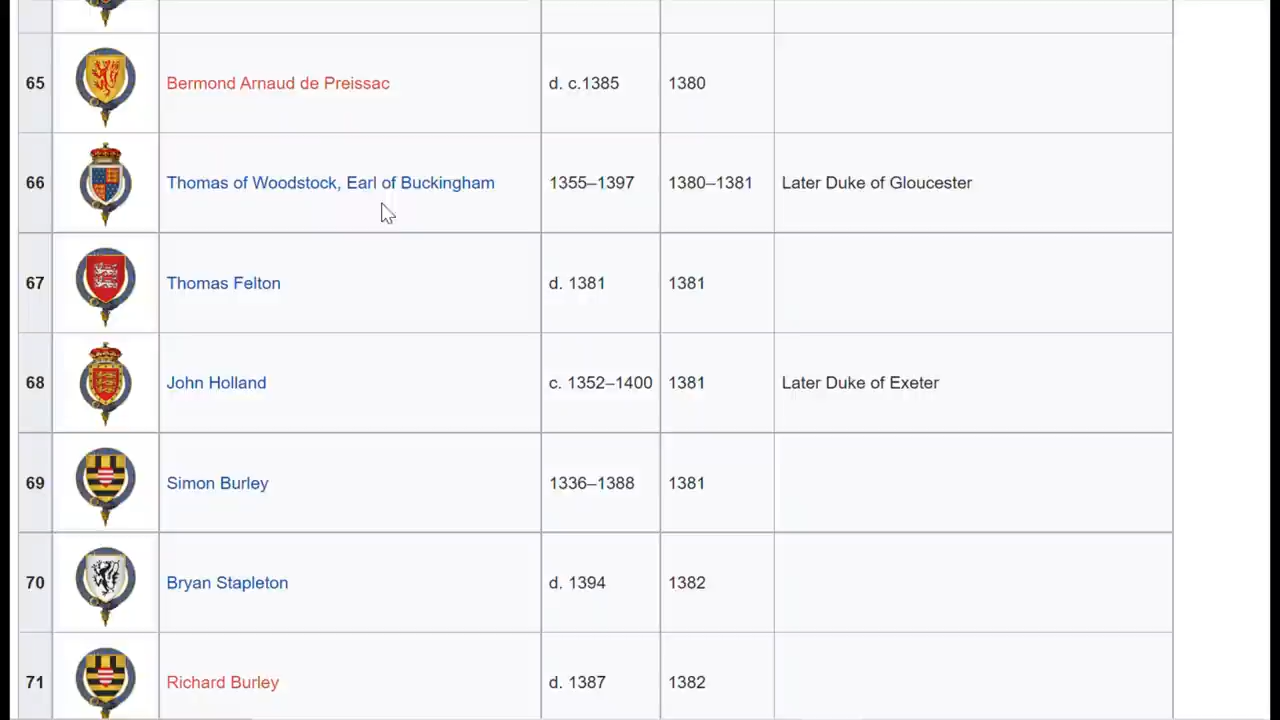 65 Bermond Arnaud de Preissac d. c.1385 1380
66 Thomas of Woodstock, Earl of Buckingham 1355–1397 1380–1381 Later Duke of Gloucester
67 Thomas Felton d. 1381 1381
68 John Holland c. 1352–1400 1381 Later Duke of Exeter
69 Simon Burley 1336–1388 1381
70 Bryan Stapleton d. 1394 1382
71 Richard Burley d. 1387 1382